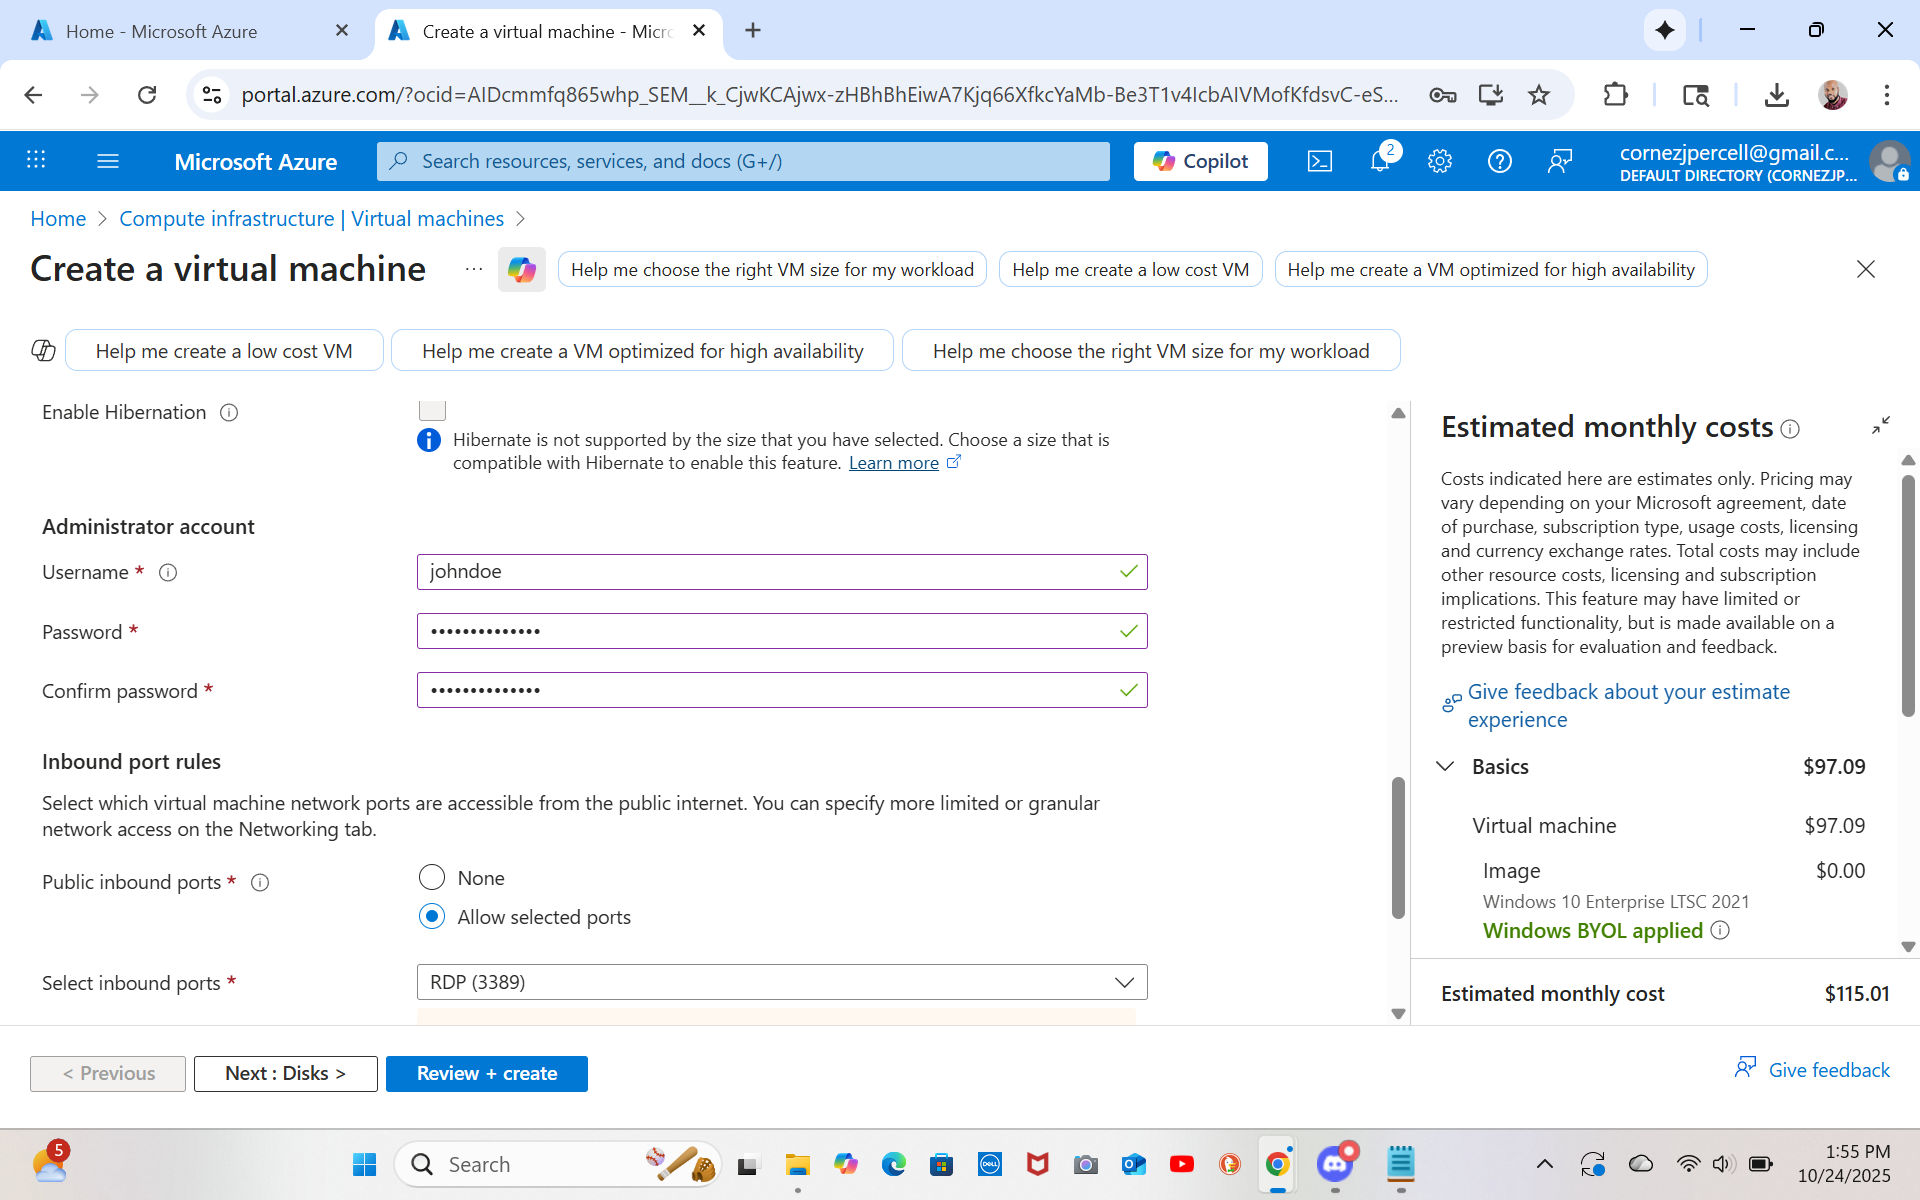 Home - Microsoft Azure
Create a virtual machine - Micro
portal.azure.com/?ocid=AIDcmmfq865whp_SEM__k_CjwKCAjwx-zHBhBhEiwA7Kjq66XfkcYaMb-Be3T1v4IcbAIVMofKfdsvC-eS...
Microsoft Azure
Search resources, services, and docs (G+/)
Copilot
2
cornezjpercell@gmail.c...
DEFAULT DIRECTORY (CORNEZJP...
Home > Compute infrastructure | Virtual machines >
Create a virtual machine
...
Help me choose the right VM size for my workload
Help me create a low cost VM
Help me create a VM optimized for high availability
Help me create a low cost VM
Help me create a VM optimized for high availability
Help me choose the right VM size for my workload
Enable Hibernation
Hibernate is not supported by the size that you have selected. Choose a size that is
compatible with Hibernate to enable this feature. Learn more
Administrator account
Username *
johndoe
Password *
••••••••••••••
Confirm password *
••••••••••••••
Inbound port rules
Select which virtual machine network ports are accessible from the public internet. You can specify more limited or granular
network access on the Networking tab.
Public inbound ports *
None
Allow selected ports
Select inbound ports *
RDP (3389)
Estimated monthly costs
Costs indicated here are estimates only. Pricing may
vary depending on your Microsoft agreement, date
of purchase, subscription type, usage costs, licensing
and currency exchange rates. Total costs may include
other resource costs, licensing and subscription
implications. This feature may have limited or
restricted functionality, but is made available on a
preview basis for evaluation and feedback.
Give feedback about your estimate
experience
Basics $97.09
Virtual machine $97.09
Image $0.00
Windows 10 Enterprise LTSC 2021
Windows BYOL applied
Estimated monthly cost $115.01
< Previous
Next : Disks >
Review + create
Give feedback
5
Search
DELL
1:55 PM
10/24/2025